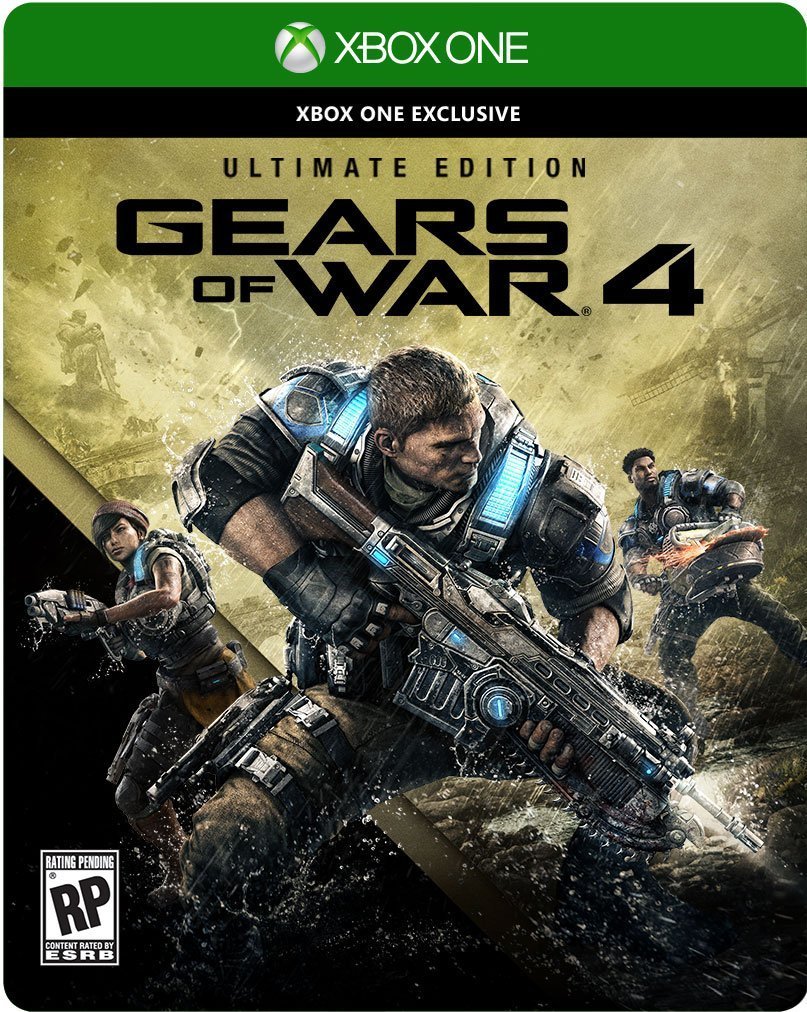 XBOX ONE
XBOX ONE EXCLUSIVE
ULTIMATE EDITION
GEARS
OF WAR® 4
RATING PENDING
®
RP
CONTENT RATED BY
ESRB